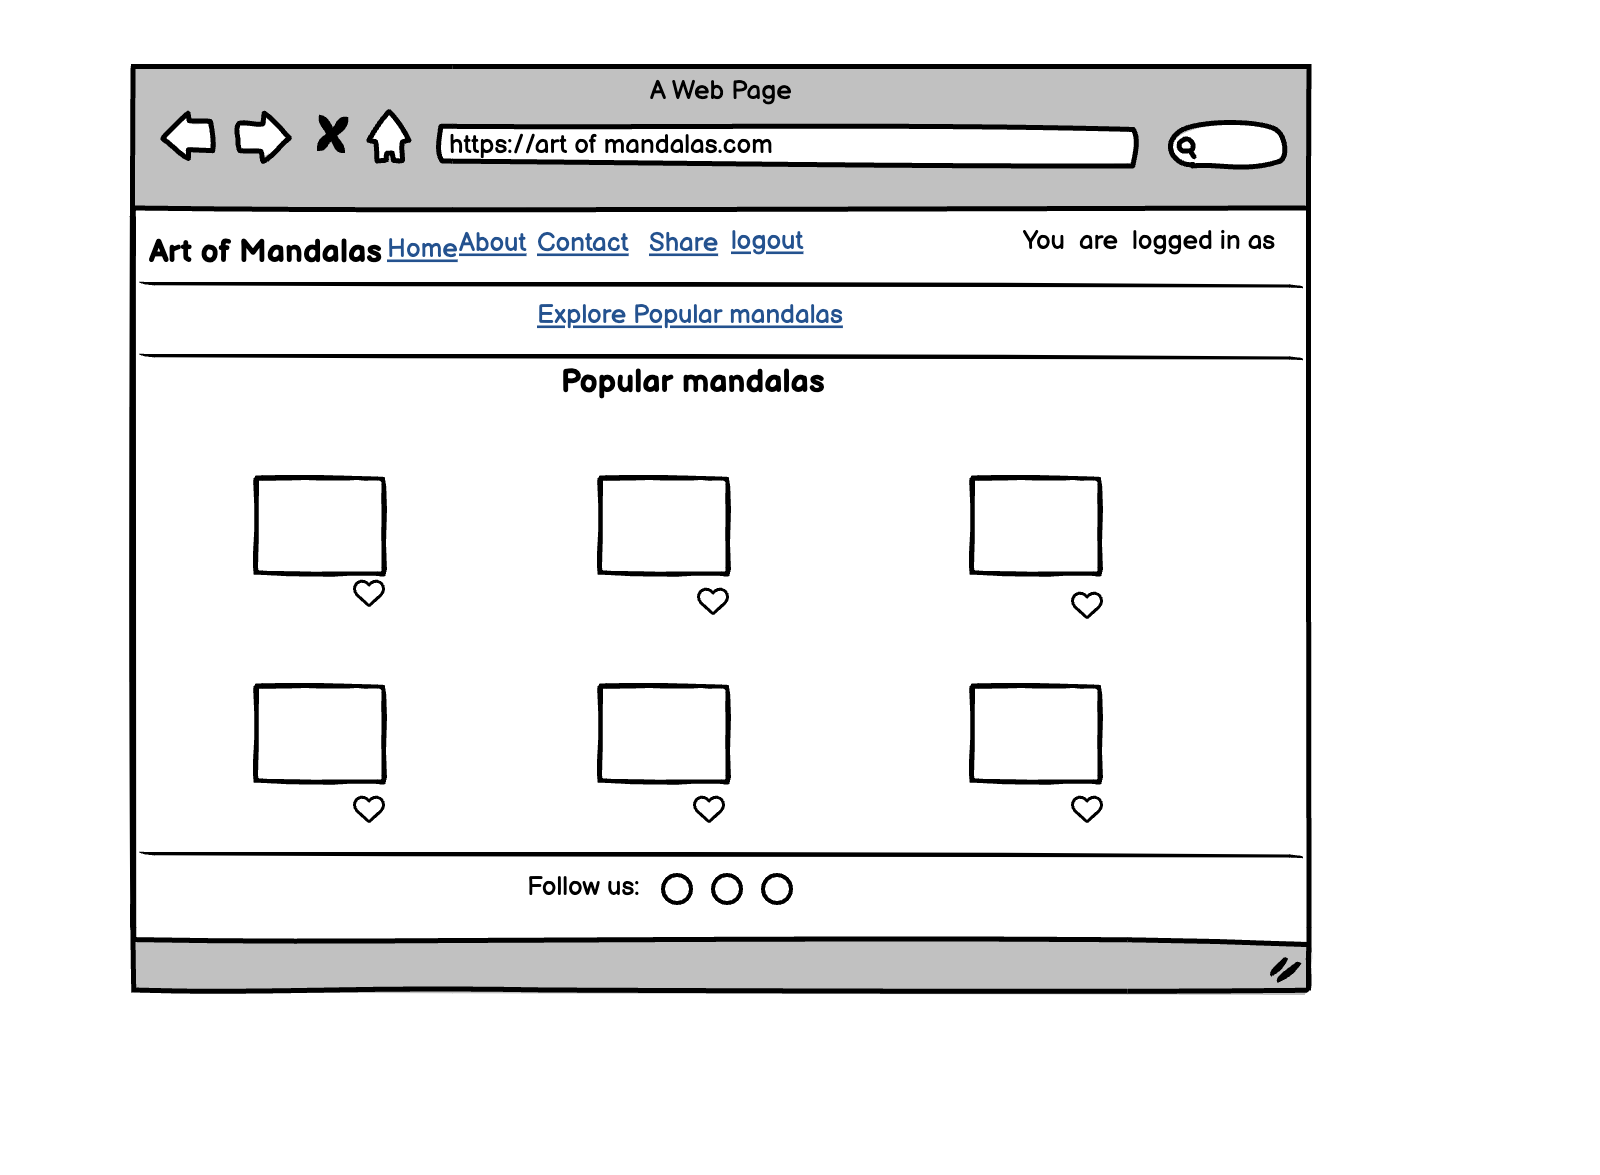 A Web Page
https://art of mandalas.com
Art of Mandalas Home About Contact Share logout You are logged in as
Explore Popular mandalas
Popular mandalas
Follow us: